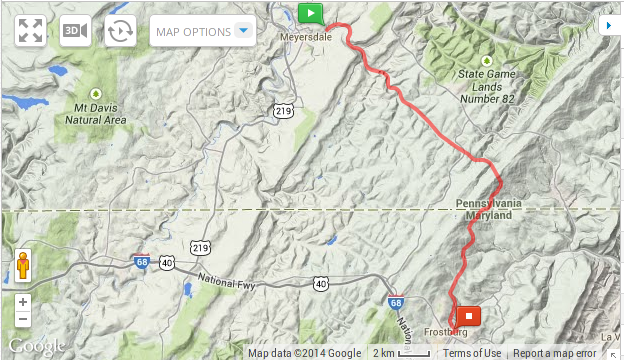 3D
MAP OPTIONS
Meyersdale
State Game
Lands
Number 82
Mt Davis
Natural Area
219
Pennsylvania
Maryland
219
68
40
National Fwy
40
68
Nation
Frostburg
La V
+
−
Google
Map data ©2014 Google
2 km
Terms of Use
Report a map error